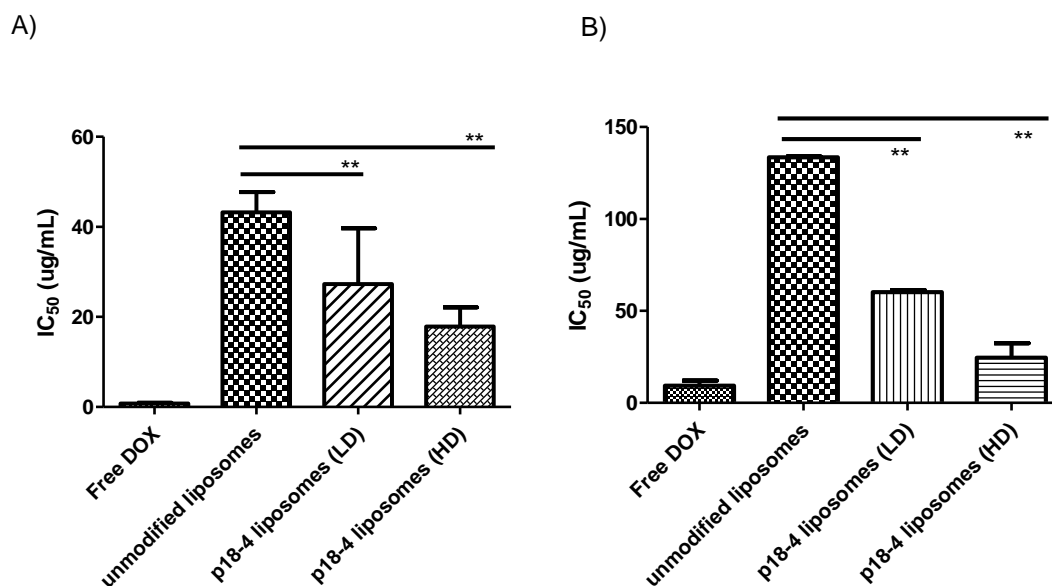 A)
60
40
20
0
IC50 (ug/mL)
**
**
Free DOX
unmodified liposomes
p18-4 liposomes (LD)
p18-4 liposomes (HD)
B)
150
100
50
0
IC50 (ug/mL)
**
**
Free DOX
unmodified liposomes
p18-4 liposomes (LD)
p18-4 liposomes (HD)